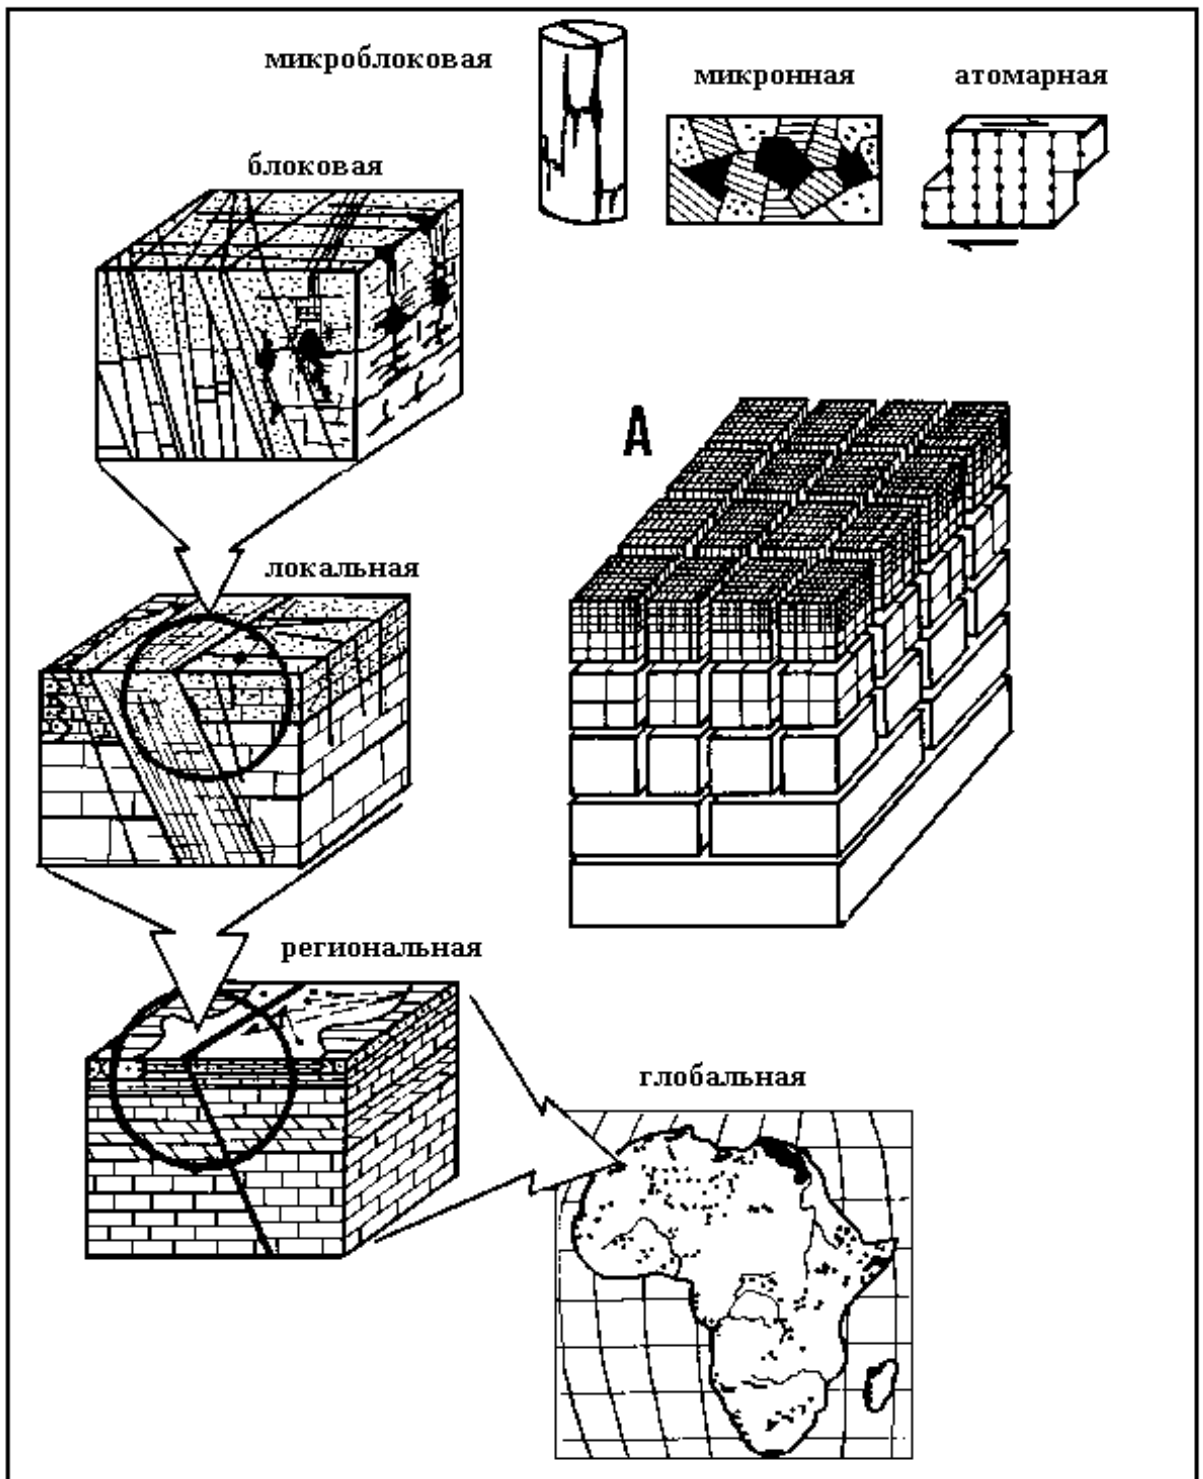 микроблоковая
микронная
атомарная
блоковая
А
локальная
региональная
глобальная